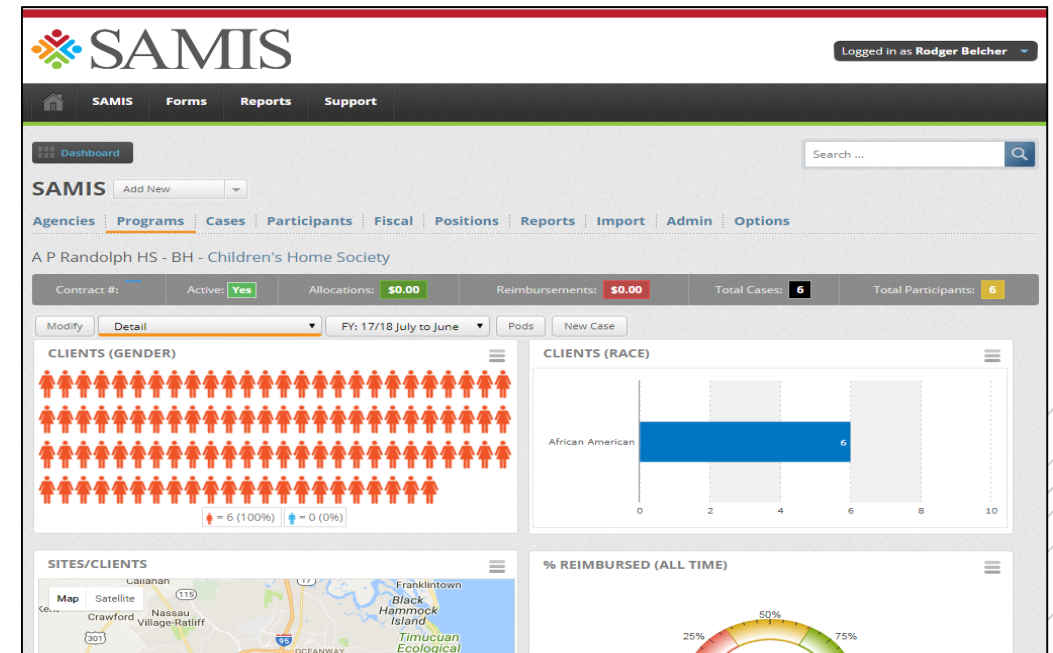 SAMIS
Logged in as Rodger Belcher
SAMIS Forms Reports Support
Dashboard
Search ...
SAMIS Add New
Agencies Programs Cases Participants Fiscal Positions Reports Import Admin Options
A P Randolph HS - BH - Children's Home Society
Contract #: Active: Yes Allocations: $0.00 Reimbursements: $0.00 Total Cases: 6 Total Participants: 6
Modify Detail FY: 17/18 July to June Pods New Case
CLIENTS (GENDER)
= 6 (100%) = 0 (0%)
CLIENTS (RACE)
African American 6
0 2 4 6 8 10
SITES/CLIENTS
Map Satellite
Callahan
115
17
Franklintown
Black
Hammock
Island
Crawford
Nassau
Village-Ratliff
301
95
OCEANWAY
Timucuan
Ecological
% REIMBURSED (ALL TIME)
50%
25% 75%